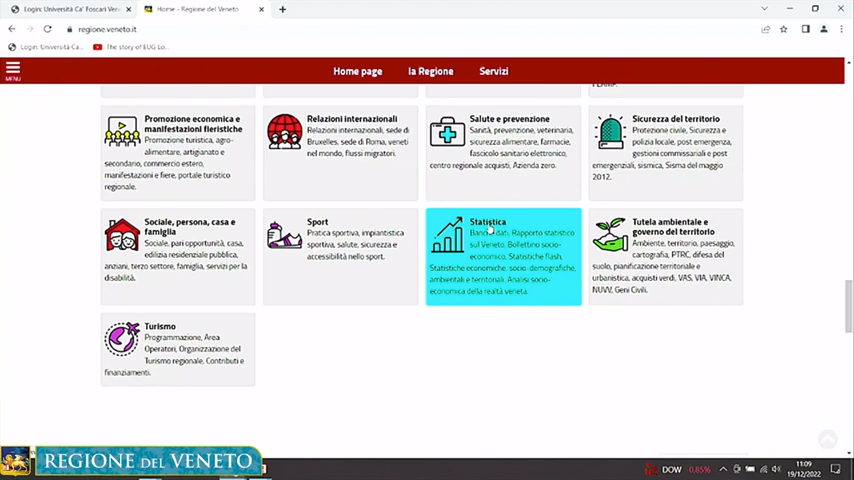 Login: Università Ca' Foscari Vene
Home - Regione del Veneto
regione.veneto.it
Login: Università Ca...
The story of EUG Lo...
MENU
Home page
la Regione
Servizi
Promozione economica e
manifestazioni fieristiche
Promozione turistica, agro-
alimentare, artigianato e
secondario, commercio estero,
manifestazioni e fiere, portale turistico
regionale.
Relazioni internazionali
Relazioni internazionali, sede di
Bruxelles, sede di Roma, veneti
nel mondo, flussi migratori.
Salute e prevenzione
Sanità, prevenzione, veterinaria,
sicurezza alimentare, farmacie,
fascicolo sanitario elettronico,
centro regionale acquisti, Azienda zero.
Sicurezza del territorio
Protezione civile, Sicurezza e
polizia locale, post emergenza,
gestioni commissariali e post
emergenziali, sismica, Sisma del maggio
2012.
Sociale, persona, casa e
famiglia
Sociale, pari opportunità, casa,
edilizia residenziale pubblica,
anziani, terzo settore, famiglia, servizi per la
disabilità.
Sport
Pratica sportiva, impiantistica
sportiva, salute, sicurezza e
accessibilità nello sport.
Statistica
dati, Rapporto statistico
sul Veneto, Bollettino socio-
economico, Statistiche flash,
Statistiche economiche, socio-demografiche,
ambientali e territoriali, Analisi socio-
economica della realtà veneta.
Tutela ambientale e
governo del territorio
Ambiente, territorio, paesaggio,
cartografia, PTRC, difesa del
suolo, pianificazione territoriale e
urbanistica, acquisti verdi, VAS, VIA, VINCA,
NUVV, Geni Civili.
Turismo
Programmazione, Area
Operatori, Organizzazione del
Turismo regionale, Contributi e
finanziamenti.
REGIONE DEL VENETO
DOW -0,85%
11:09
19/12/2022